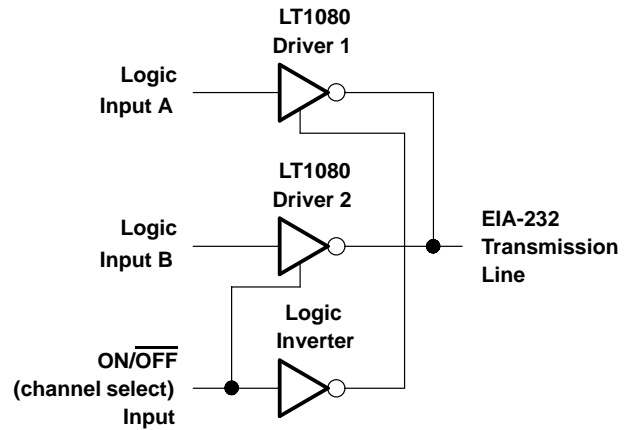 LT1080
Driver 1
Logic
Input A
LT1080
Driver 2
Logic
Input B
EIA-232
Transmission
Line
Logic
Inverter
ON/OFF
(channel select)
Input